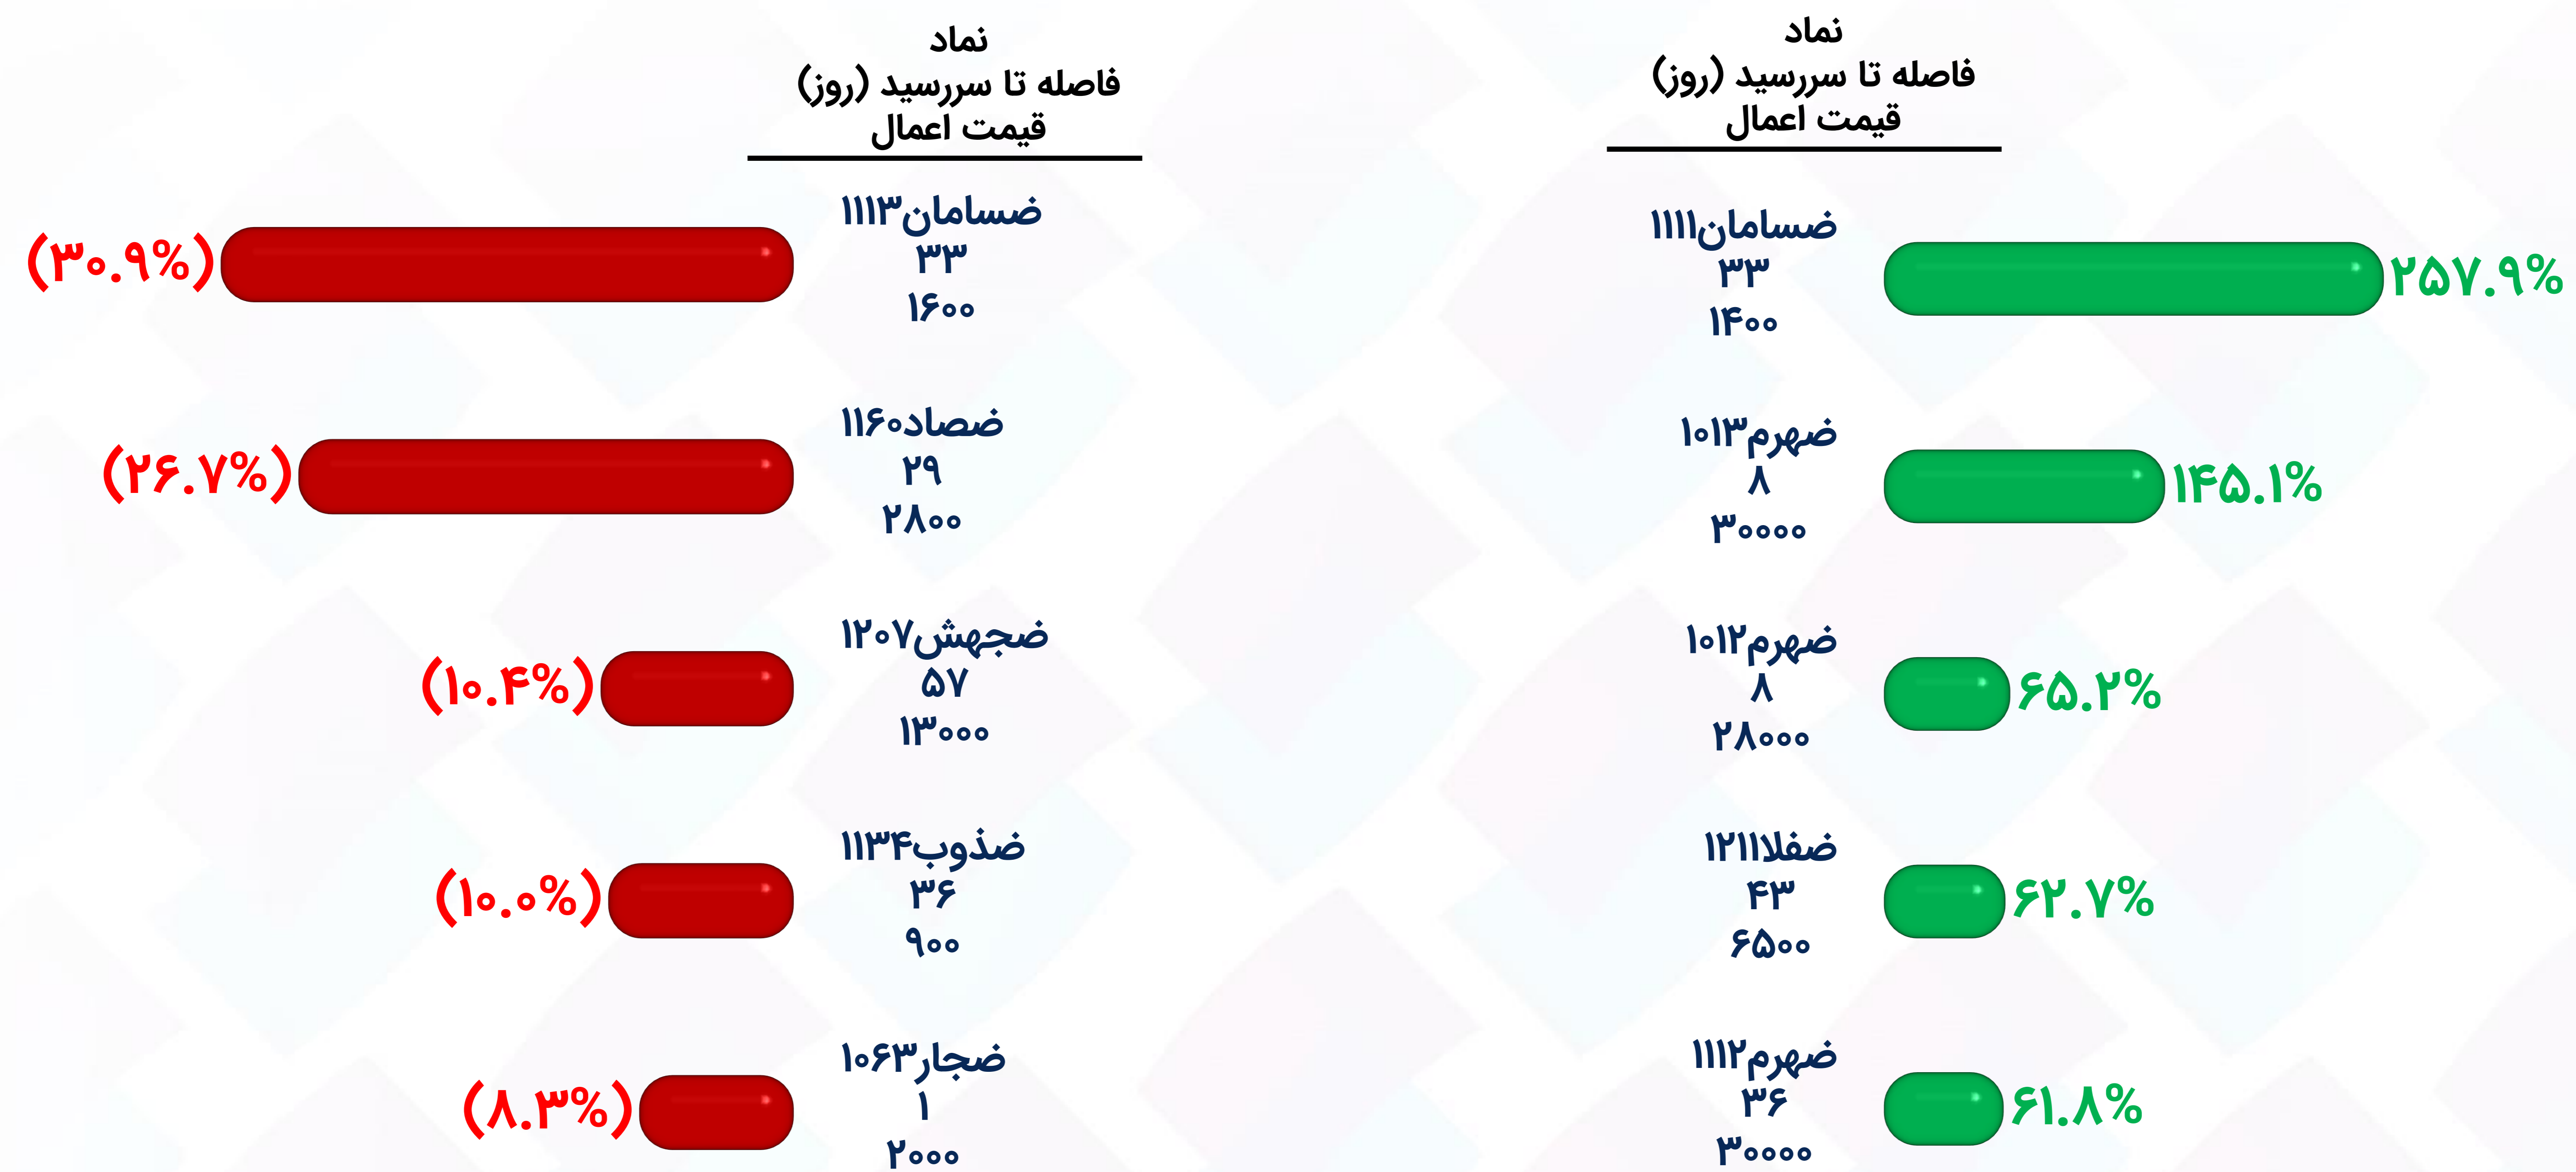 نماد
فاصله تا سررسید (روز)
قیمت اعمال
ضسامان۱۱۱۱
۳۳
۱۴۰۰
۲۵۷.۹%
ضهرم۱۰۱۳
۸
۳۰۰۰۰
۱۴۵.۱%
ضهرم۱۰۱۲
۸
۲۸۰۰۰
۶۵.۲%
ضفلا۱۲۱۱
۴۳
۶۵۰۰
۶۲.۷%
ضهرم۱۱۱۲
۳۶
۳۰۰۰۰
۶۱.۸%
نماد
فاصله تا سررسید (روز)
قیمت اعمال
ضسامان۱۱۱۳
۳۳
۱۶۰۰
(۳۰.۹%)
ضصاد۱۱۶۰
۲۹
۲۸۰۰
(۲۶.۷%)
ضجهش۱۲۰۷
۵۷
۱۳۰۰۰
(۱۰.۴%)
ضذوب۱۱۳۴
۳۶
۹۰۰
(۱۰.۰%)
ضجار۱۰۶۳
۱
۲۰۰۰
(۸.۳%)